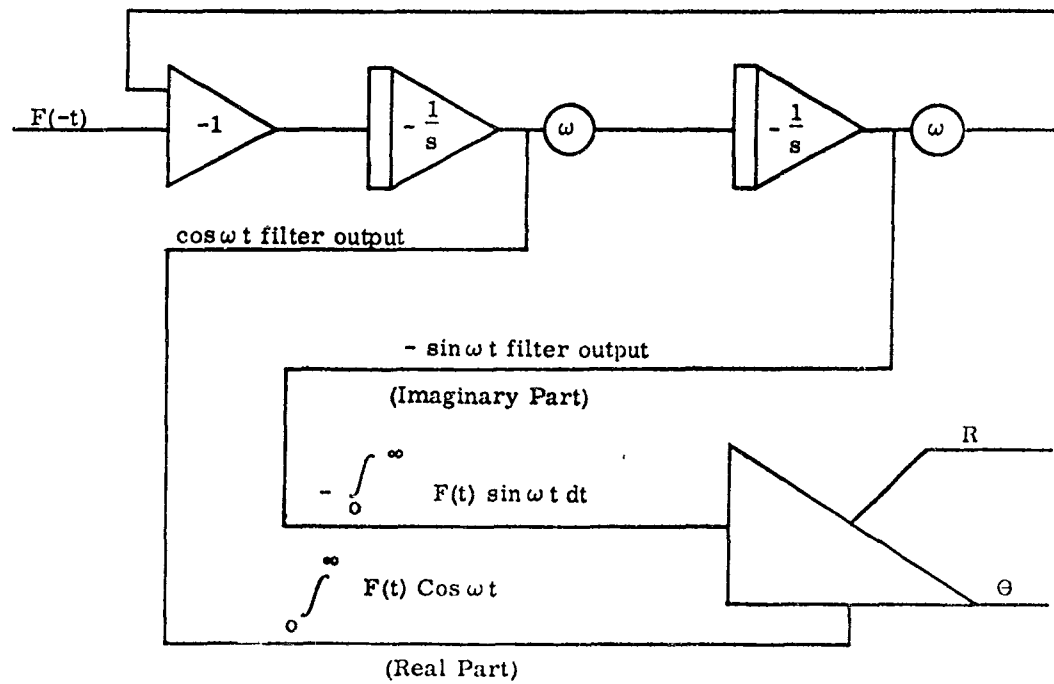 F(-t)
-1
- 1/s
ω
- 1/s
ω
cos ω t filter output
- sin ω t filter output
(Imaginary Part)
R
- ∫ 0 ∞ F(t) sin ω t dt
∫ 0 ∞ F(t) Cos ω t
Θ
(Real Part)